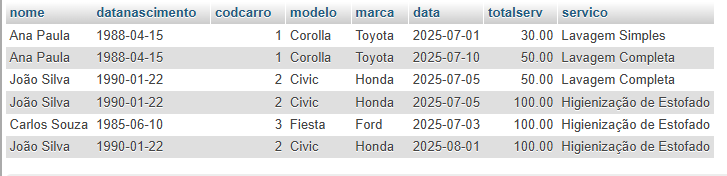 nome datanascimento codcarro modelo marca data totalserv servico
Ana Paula 1988-04-15 1 Corolla Toyota 2025-07-01 30.00 Lavagem Simples
Ana Paula 1988-04-15 1 Corolla Toyota 2025-07-10 50.00 Lavagem Completa
João Silva 1990-01-22 2 Civic Honda 2025-07-05 50.00 Lavagem Completa
João Silva 1990-01-22 2 Civic Honda 2025-07-05 100.00 Higienização de Estofado
Carlos Souza 1985-06-10 3 Fiesta Ford 2025-07-03 100.00 Higienização de Estofado
João Silva 1990-01-22 2 Civic Honda 2025-08-01 100.00 Higienização de Estofado